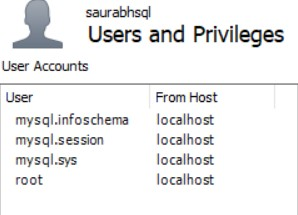 saurabhsql
Users and Privileges
User Accounts
User From Host
mysql.infoschema localhost
mysql.session localhost
mysql.sys localhost
root localhost